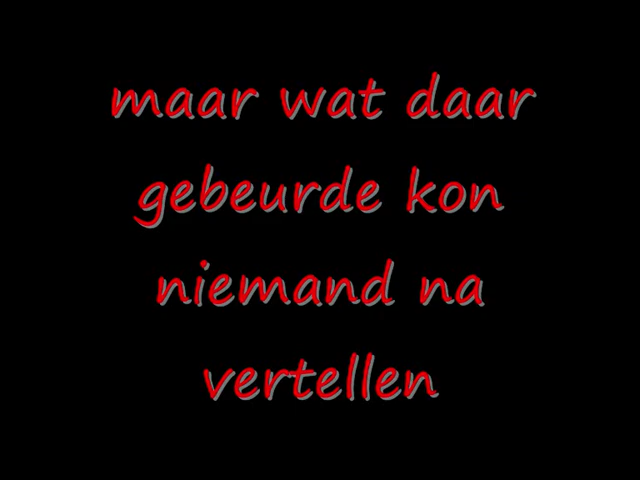 maar wat daar
gebeurde kon
niemand na
vertellen